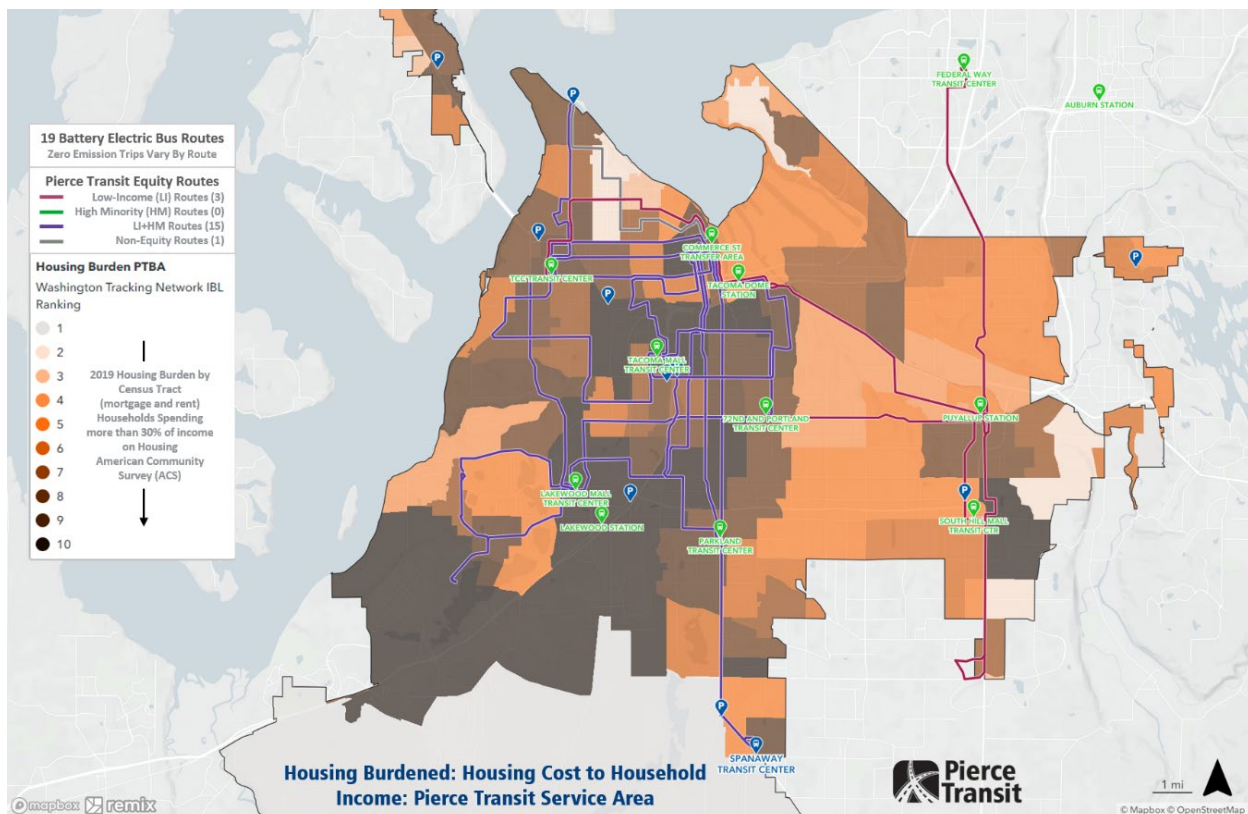 FEDERAL WAY
TRANSIT CENTER
AUBURN STATION
19 Battery Electric Bus Routes
Zero Emission Trips Vary By Route
Pierce Transit Equity Routes
Low-Income (LI) Routes (3)
High Minority (HM) Routes (0)
LI+HM Routes (15)
Non-Equity Routes (1)
Housing Burden PTBA
Washington Tracking Network IBL
Ranking
1
2
3
4
5
6
7
8
9
10
2019 Housing Burden by
Census Tract
(mortgage and rent)
Households Spending
more than 30% of income
on Housing
American Community
Survey (ACS)
P
P
P
COMMERCE ST
TRANSFER AREA
P
TCC TRANSIT CENTER
TACOMA DOME
STATION
P
TACOMA MALL
TRANSIT CENTER
72ND AND PORTLAND
TRANSIT CENTER
PUYALLUP STATION
LAKEWOOD MALL
TRANSIT CENTER
P
P
LAKEWOOD STATION
SOUTH HILL MALL
TRANSIT CTR
PARKLAND
TRANSIT CENTER
P
SPANAWAY
TRANSIT CENTER
Housing Burdened: Housing Cost to Household
Income: Pierce Transit Service Area
Pierce
Transit
1 mi
mapbox remix
© Mapbox © OpenStreetMap